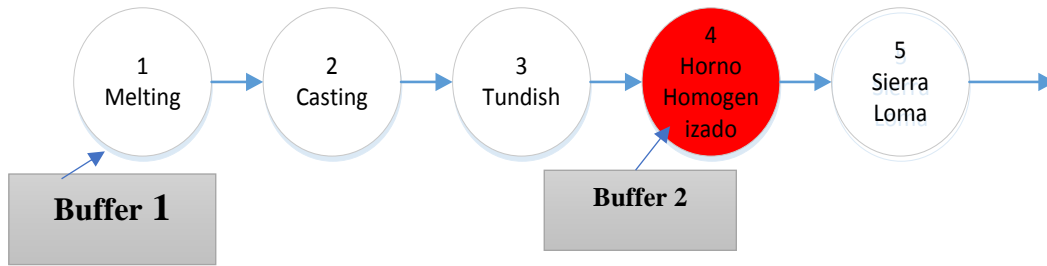 1
Melting
2
Casting
3
Tundish
4
Horno
Homogen
izado
5
Sierra
Loma
Buffer 1
Buffer 2